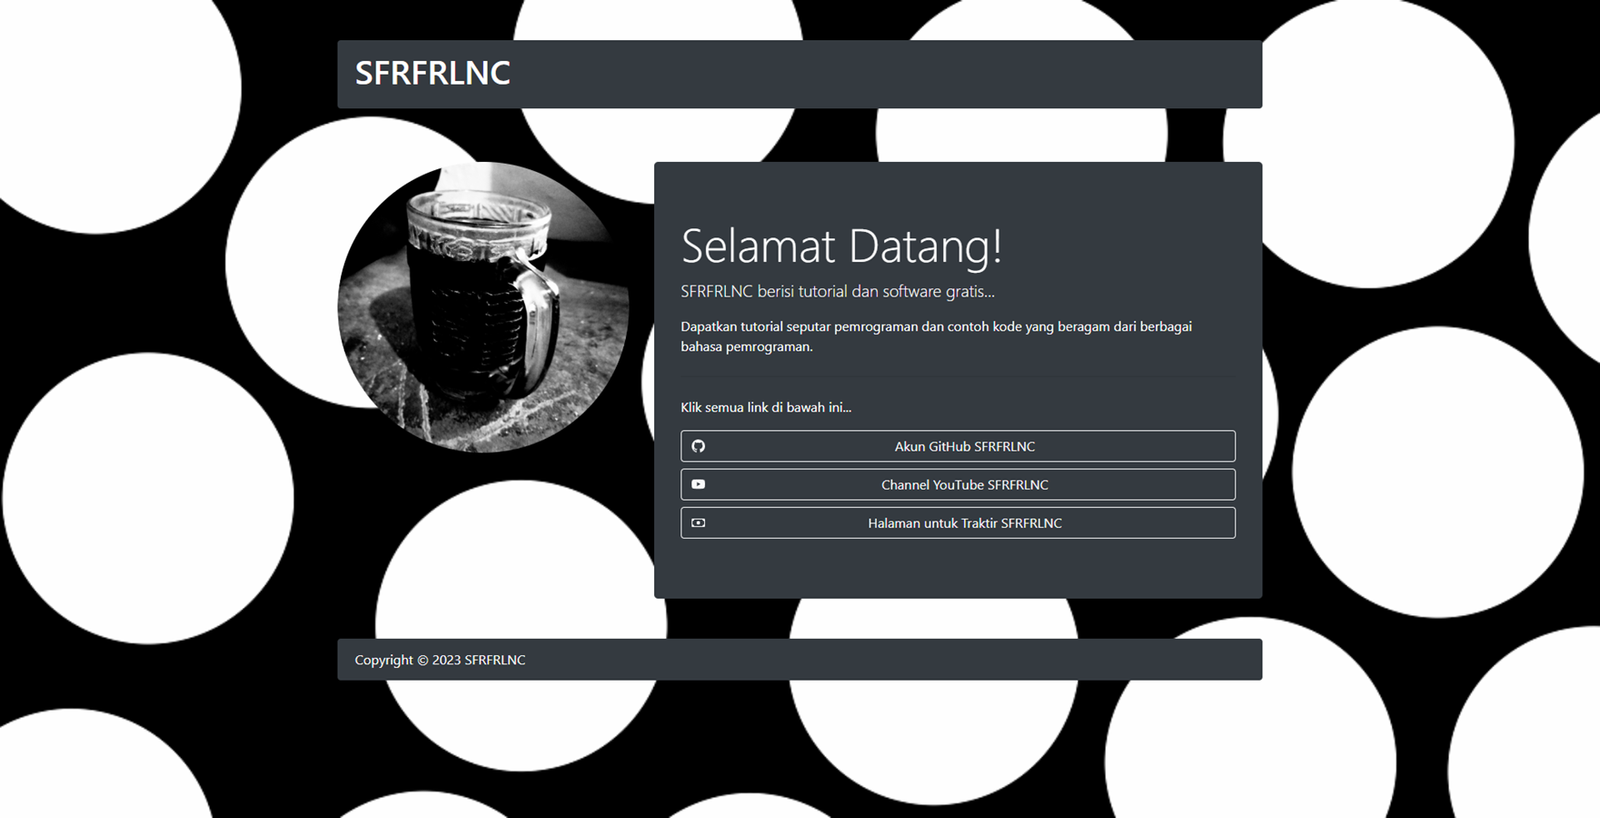 SFRFRLNC
Selamat Datang!
SFRFRLNC berisi tutorial dan software gratis...
Dapatkan tutorial seputar pemrograman dan contoh kode yang beragam dari berbagai
bahasa pemrograman.
Klik semua link di bawah ini...
Akun GitHub SFRFRLNC
Channel YouTube SFRFRLNC
Halaman untuk Traktir SFRFRLNC
Copyright © 2023 SFRFRLNC